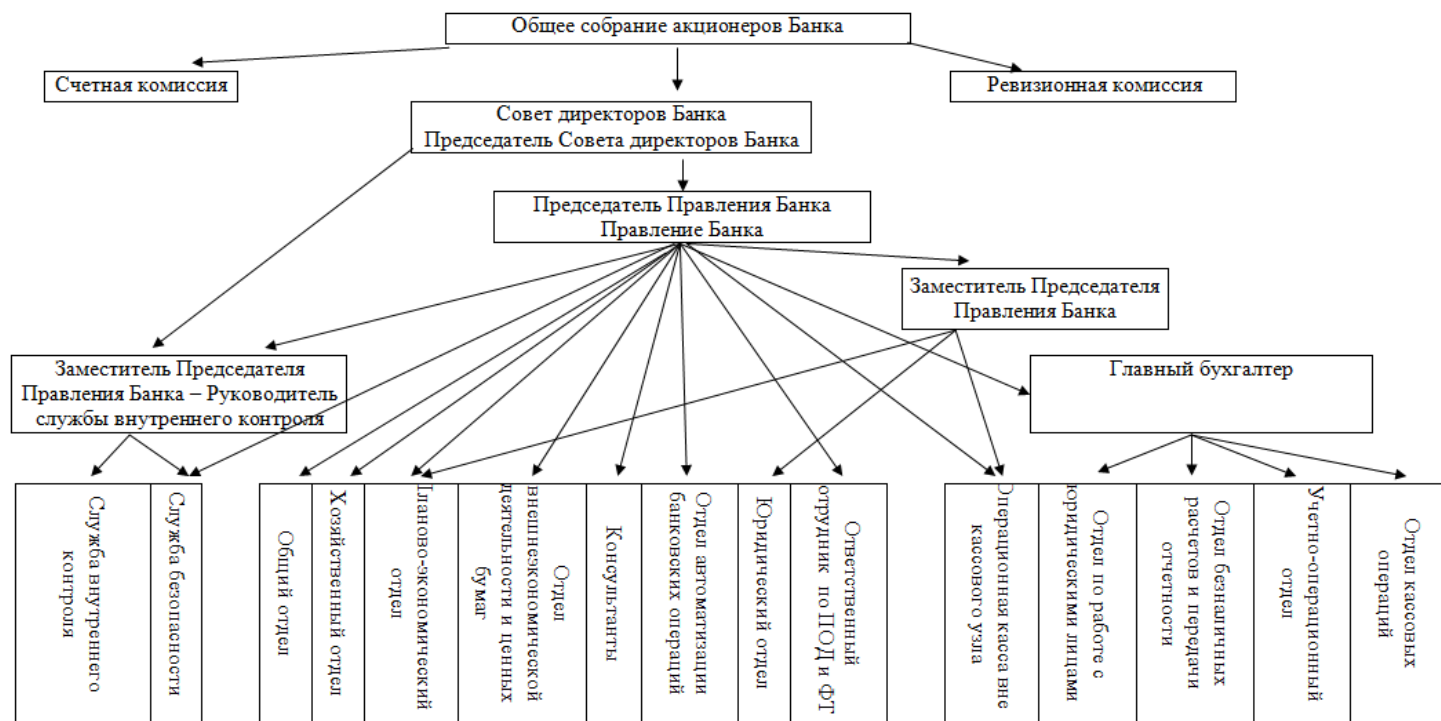 Общее собрание акционеров Банка
Счетная комиссия
Ревизионная комиссия
Совет директоров Банка
Председатель Совета директоров Банка
Председатель Правления Банка
Правление Банка
Заместитель Председателя
Правления Банка
Заместитель Председателя
Правления Банка – Руководитель
службы внутреннего контроля
Главный бухгалтер
Служба внутреннего
контроля
Служба безопасности
Общий отдел
Хозяйственный отдел
Планово-экономический
отдел
Отдел
внешнеэкономической
деятельности и ценных
бумаг
Консультанты
Отдел автоматизации
банковских операций
Юридический отдел
Ответственный
сотрудник по ПОД и ФТ
Операционная касса вне
кассового узла
Отдел по работе с
юридическими лицами
Отдел безналичных
расчетов и передачи
отчетности
Учетно-операционный
отдел
Отдел кассовых
операций